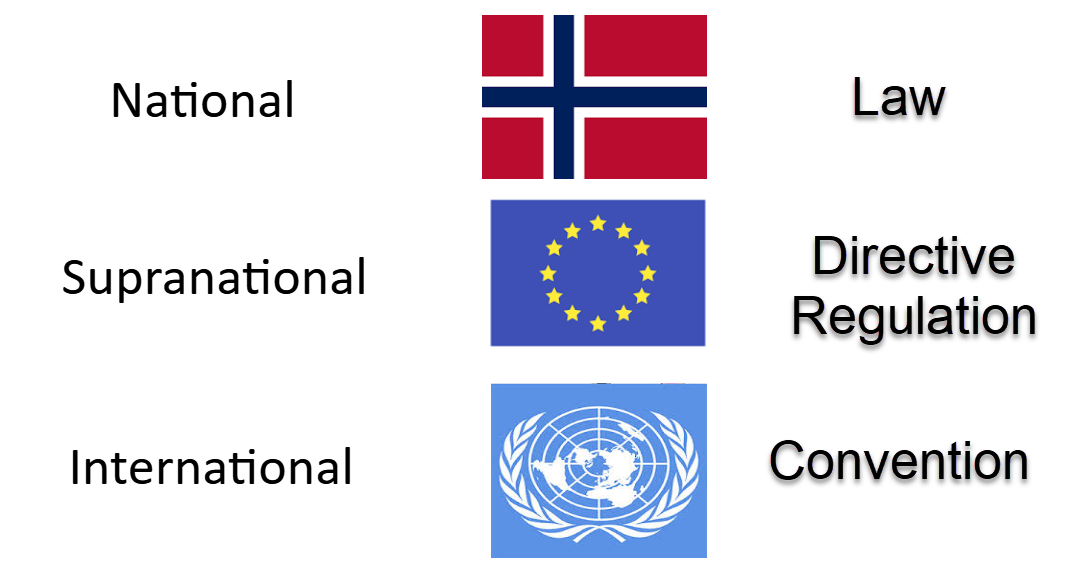 National
Law
Supranational
Directive
Regulation
International
Convention